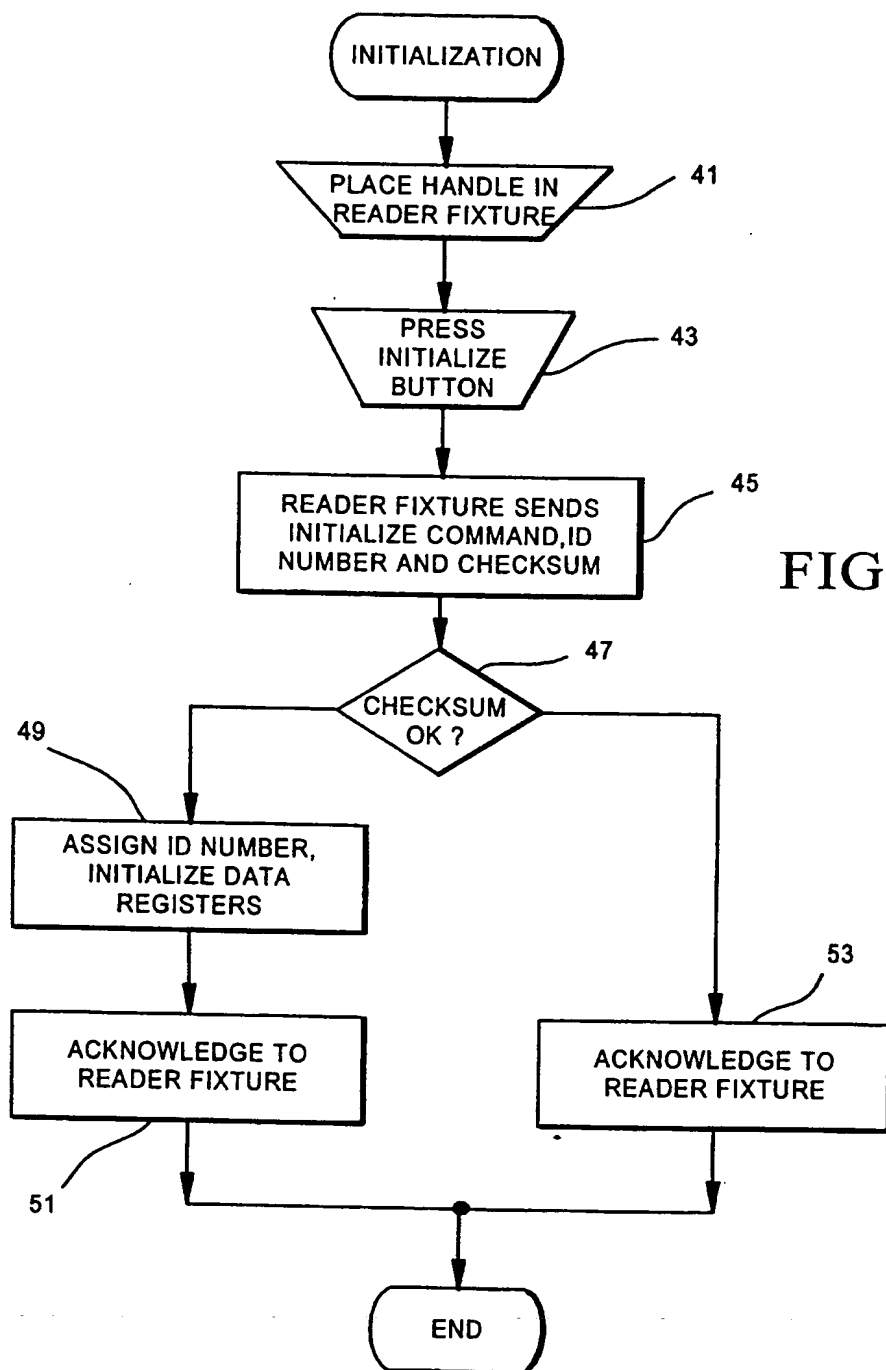 INITIALIZATION
PLACE HANDLE IN
READER FIXTURE
41
PRESS
INITIALIZE
BUTTON
43
READER FIXTURE SENDS
INITIALIZE COMMAND,ID
NUMBER AND CHECKSUM
45
FIG
CHECKSUM
OK ?
47
49
ASSIGN ID NUMBER,
INITIALIZE DATA
REGISTERS
ACKNOWLEDGE TO
READER FIXTURE
51
53
ACKNOWLEDGE TO
READER FIXTURE
END